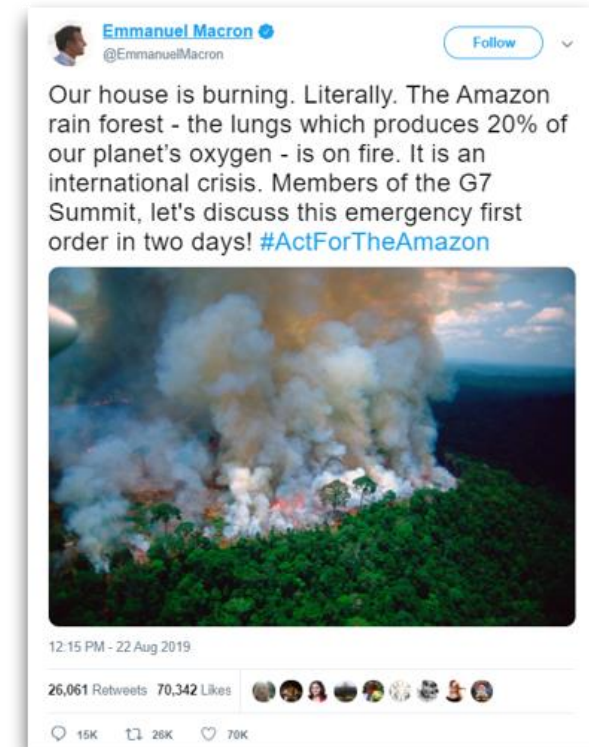 Emmanuel Macron
@EmmanuelMacron
Follow
Our house is burning. Literally. The Amazon
rain forest - the lungs which produces 20% of
our planet's oxygen - is on fire. It is an
international crisis. Members of the G7
Summit, let's discuss this emergency first
order in two days! #ActForTheAmazon
12:15 PM - 22 Aug 2019
26,061 Retweets 70,342 Likes
15K 26K 70K